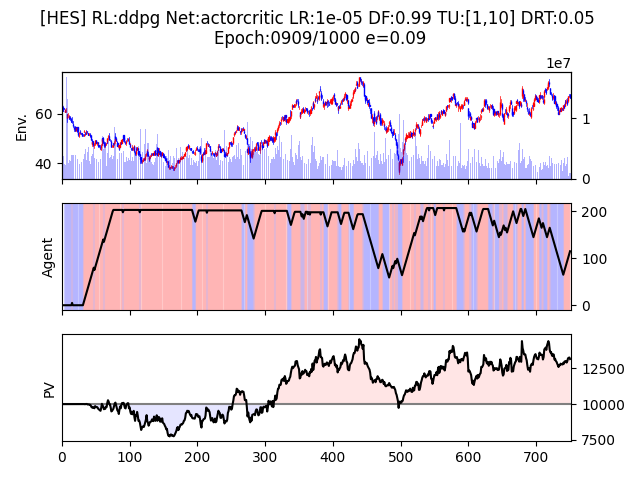 [HES] RL:ddpg Net:actorcritic LR:1e-05 DF:0.99 TU:[1,10] DRT:0.05
Epoch:0909/1000 e=0.09
1e7
Env.
60
40
1
0
Agent
200
100
0
PV
12500
10000
7500
0 100 200 300 400 500 600 700